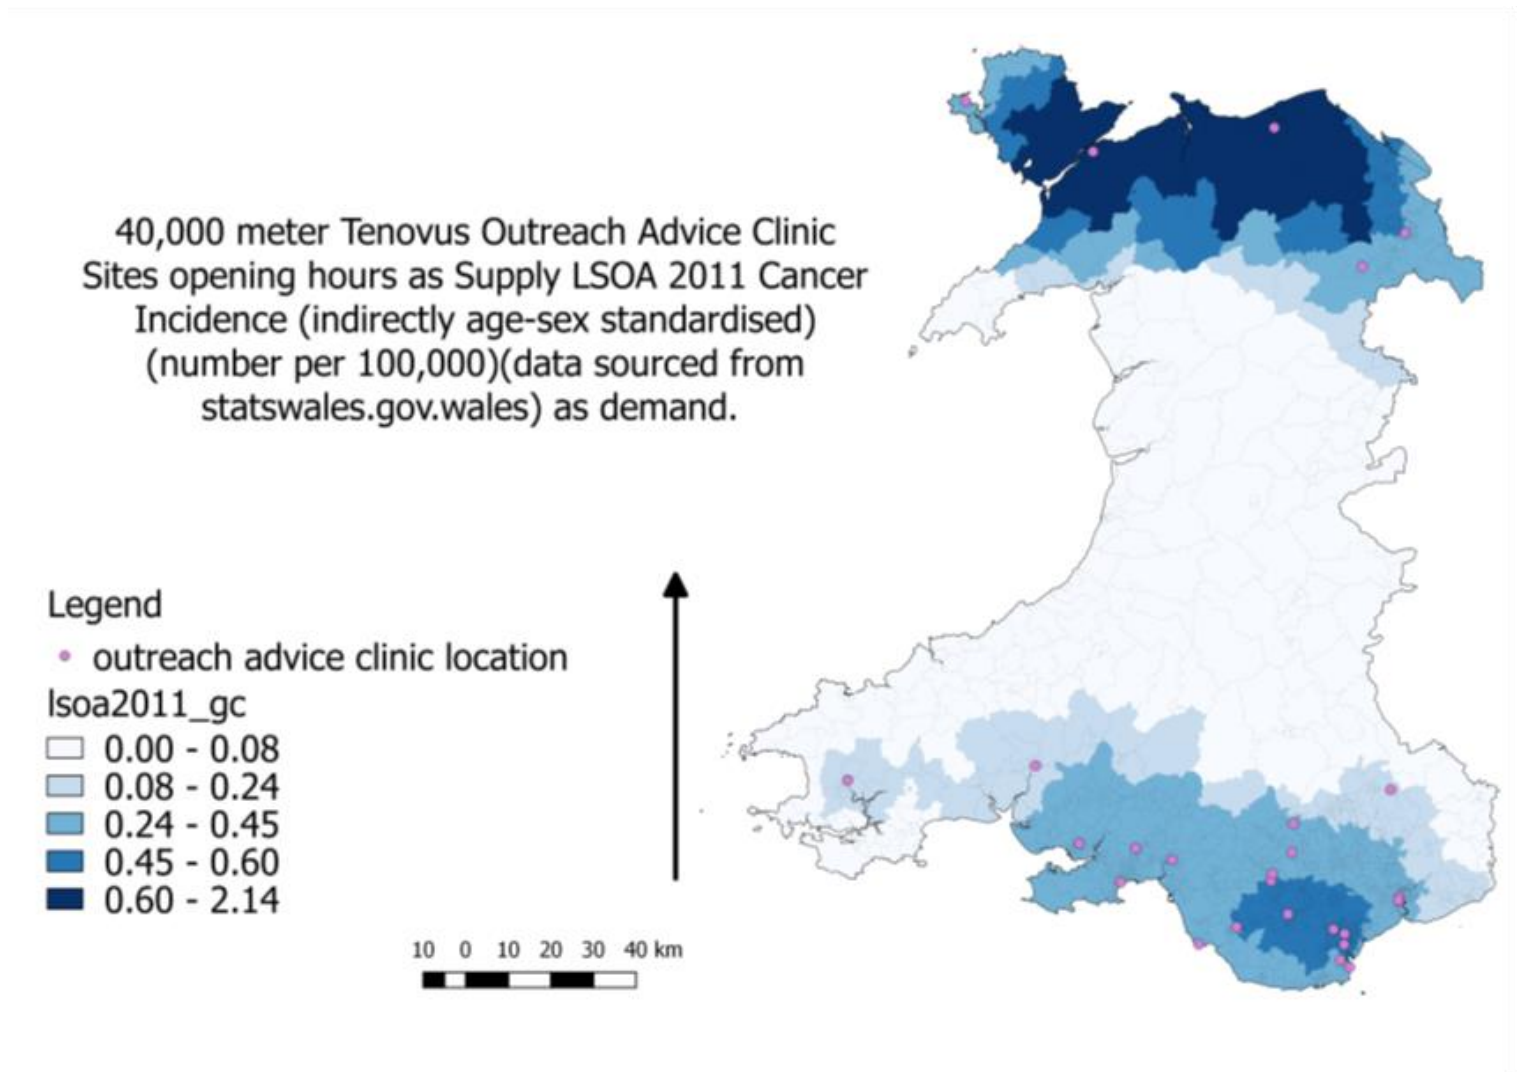 40,000 meter Tenovus Outreach Advice Clinic
Sites opening hours as Supply LSOA 2011 Cancer
Incidence (indirectly age-sex standardised)
(number per 100,000)(data sourced from
statswales.gov.wales) as demand.
Legend
outreach advice clinic location
lsoa2011_gc
0.00 - 0.08
0.08 - 0.24
0.24 - 0.45
0.45 - 0.60
0.60 - 2.14
10 0 10 20 30 40 km